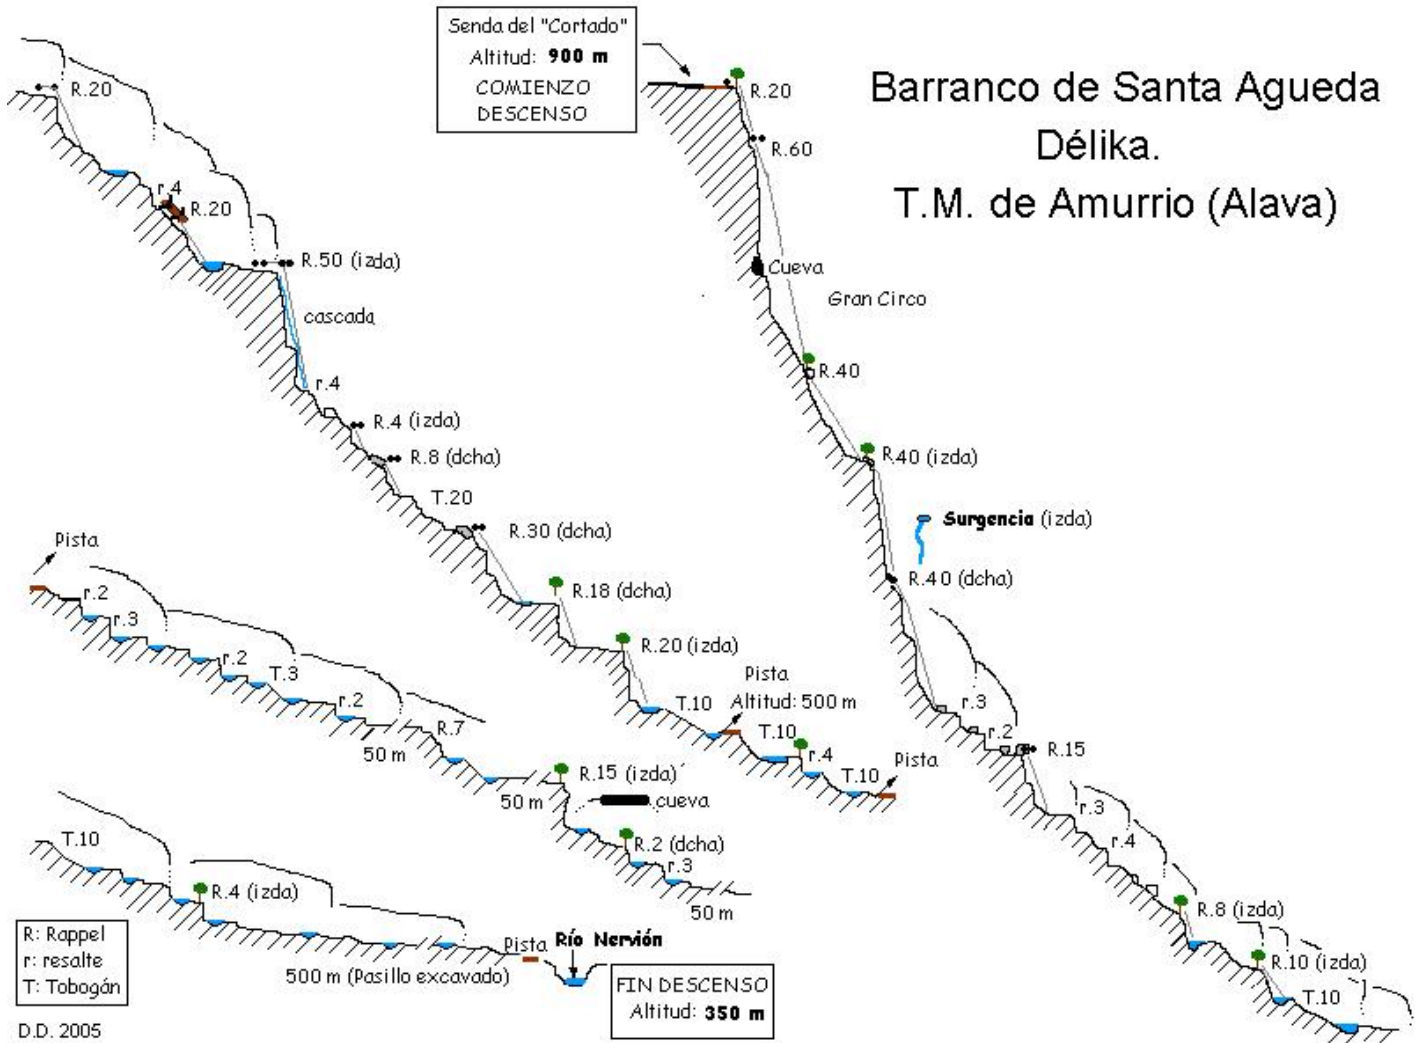 Barranco de Santa Agueda
Délika.
T.M. de Amurrio (Alava)
Senda del "Cortado"
Altitud: 900 m
COMIENZO
DESCENSO
R.20
R.60
Cueva
Gran Circo
R.40
R.40 (izda)
Surgencia (izda)
R.40 (dcha)
r.3
r.2
R.15
r.3
r.4
R.8 (izda)
R.10 (izda)
T.10
R.20
r.4
R.20
R.50 (izda)
cascada
r.4
R.4 (izda)
R.8 (dcha)
T.20
R.30 (dcha)
R.18 (dcha)
R.20 (izda)
T.10
Pista
Altitud: 500 m
T.10
r.4
T.10
Pista
Pista
r.2
r.3
r.2
T.3
r.2
50 m
R.7
50 m
R.15 (izda)
cueva
R.2 (dcha)
r.3
50 m
T.10
R.4 (izda)
500 m (Pasillo excavado)
Pista
Río Nervión
FIN DESCENSO
Altitud: 350 m
R: Rappel
r: resalte
T: Tobogán
D.D. 2005